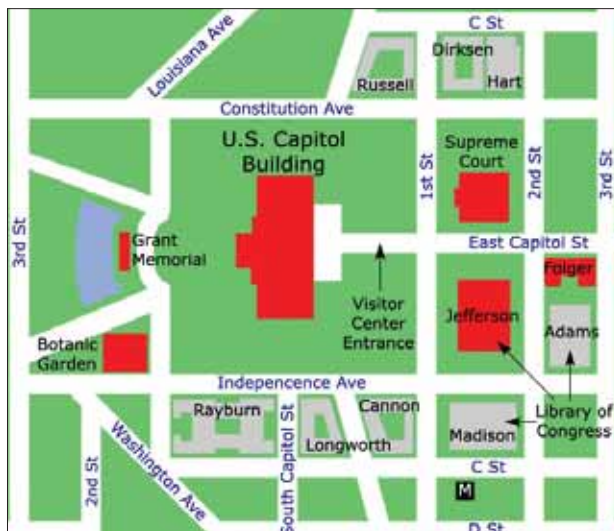 C St
Louisiana Ave
Dirksen
Russell
Hart
Constitution Ave
U.S. Capitol
Building
Supreme
Court
1st St
2nd St
3rd St
3rd St
East Capitol St
Grant
Memorial
Visitor
Center
Entrance
Folger
Jefferson
Adams
Botanic
Garden
Indepencence Ave
Rayburn
Cannon
Longworth
Madison
Library of
Congress
Washington Ave
South Capitol St
2nd St
C St
M
D St